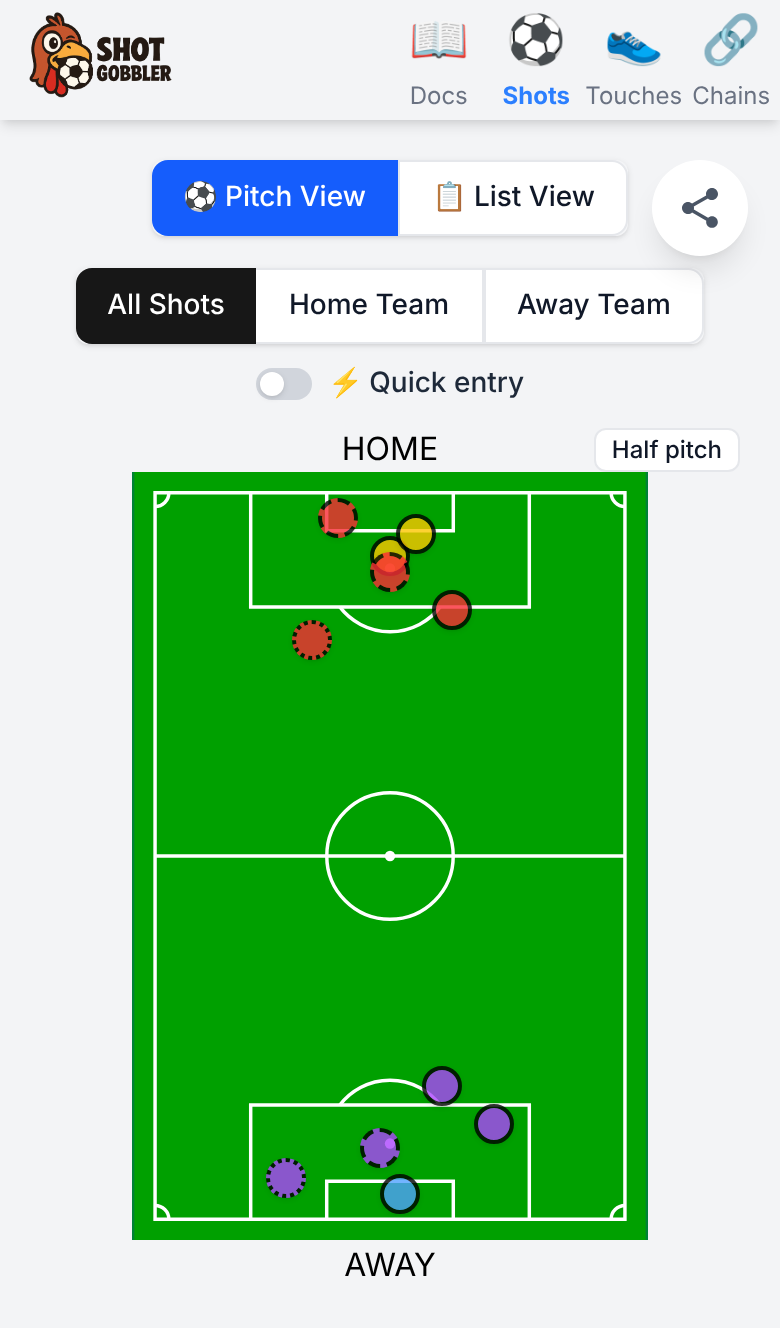 SHOT
GOBBLER
Docs
Shots
Touches
Chains
Pitch View
List View
All Shots
Home Team
Away Team
Quick entry
HOME
Half pitch
AWAY